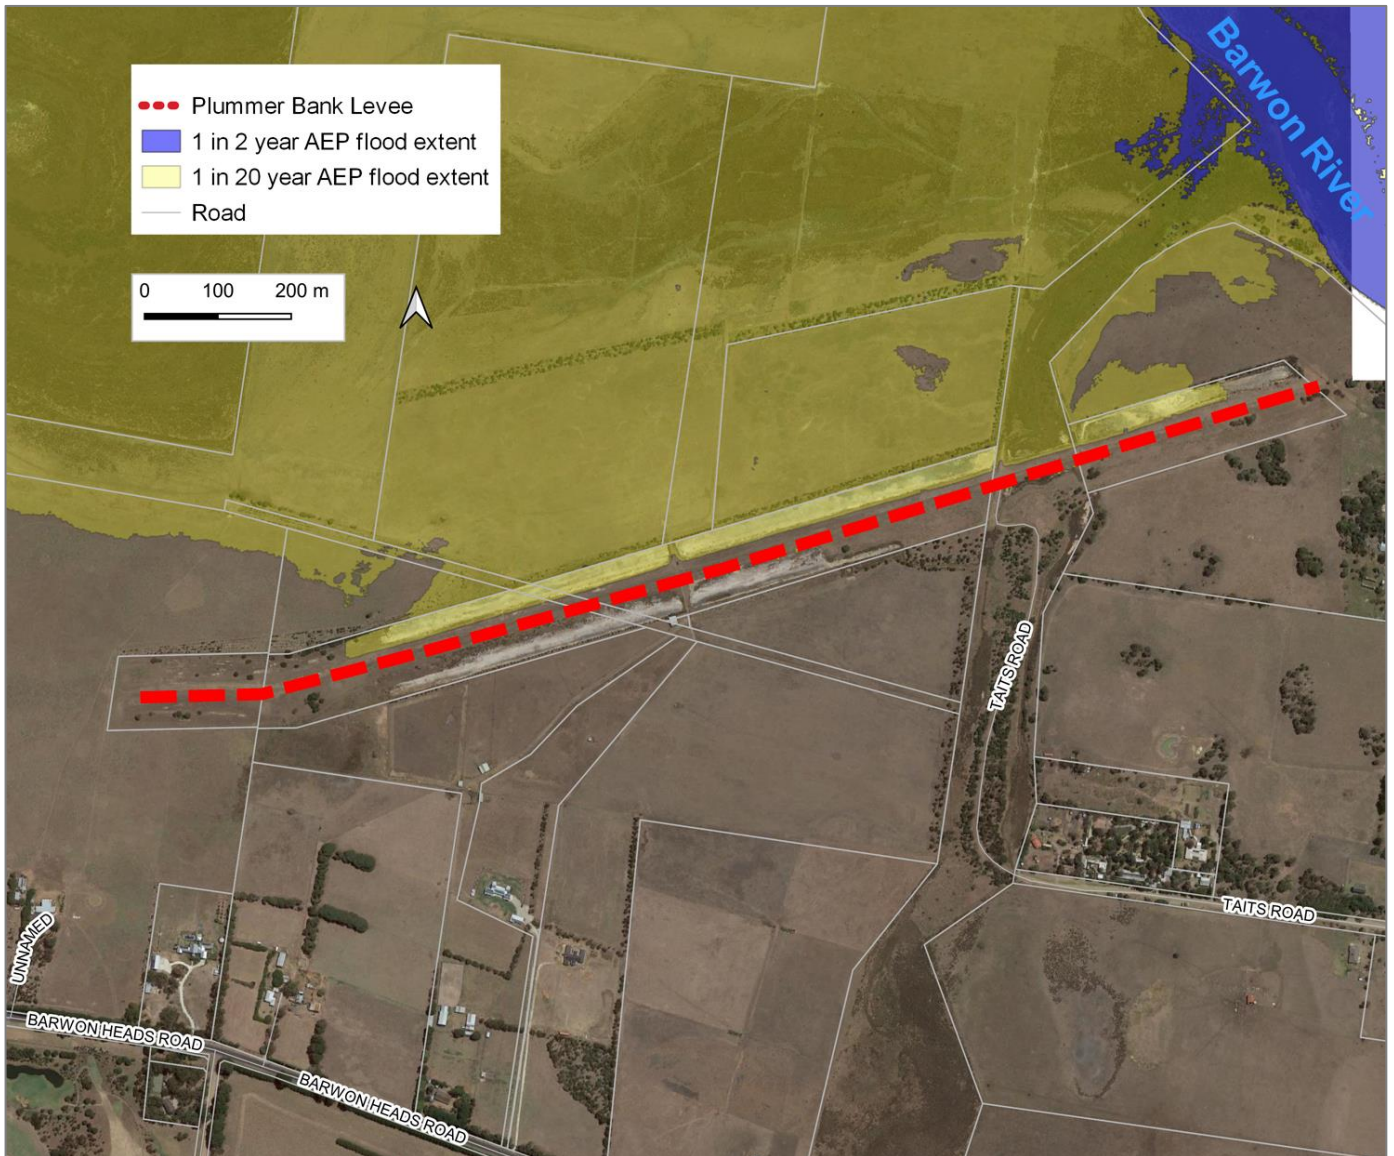 Plummer Bank Levee
1 in 2 year AEP flood extent
1 in 20 year AEP flood extent
Road
0 100 200 m
Barwon River
TAITS ROAD
TAITS ROAD
UNNAMED
BARWON HEADS ROAD
BARWON HEADS ROAD